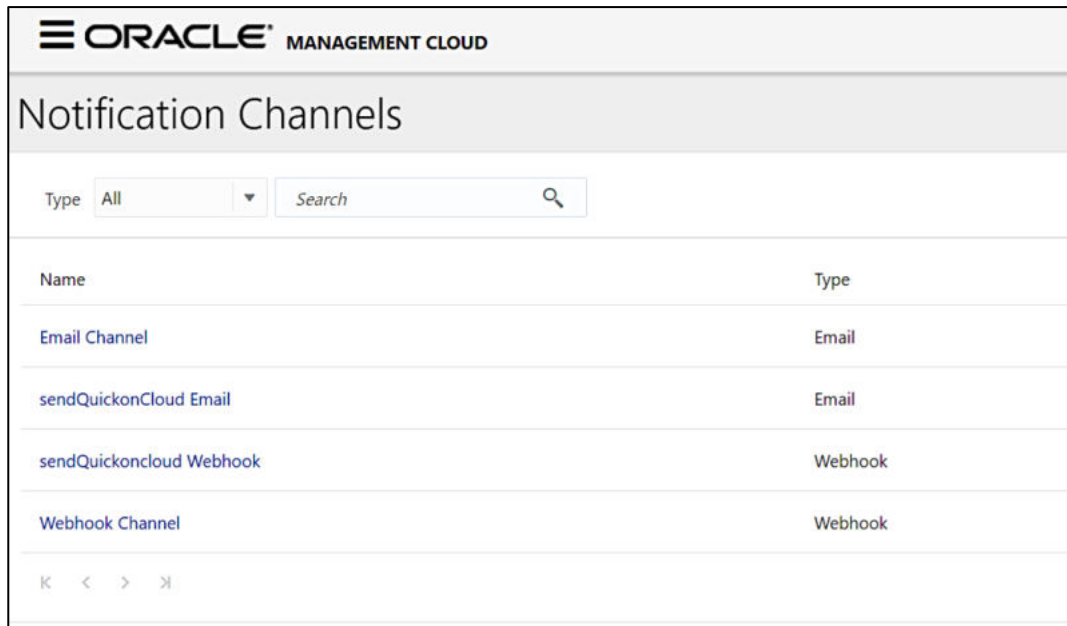 ORACLE MANAGEMENT CLOUD
Notification Channels
Type All Search
Name Type
Email Channel Email
sendQuickonCloud Email Email
sendQuickoncloud Webhook Webhook
Webhook Channel Webhook